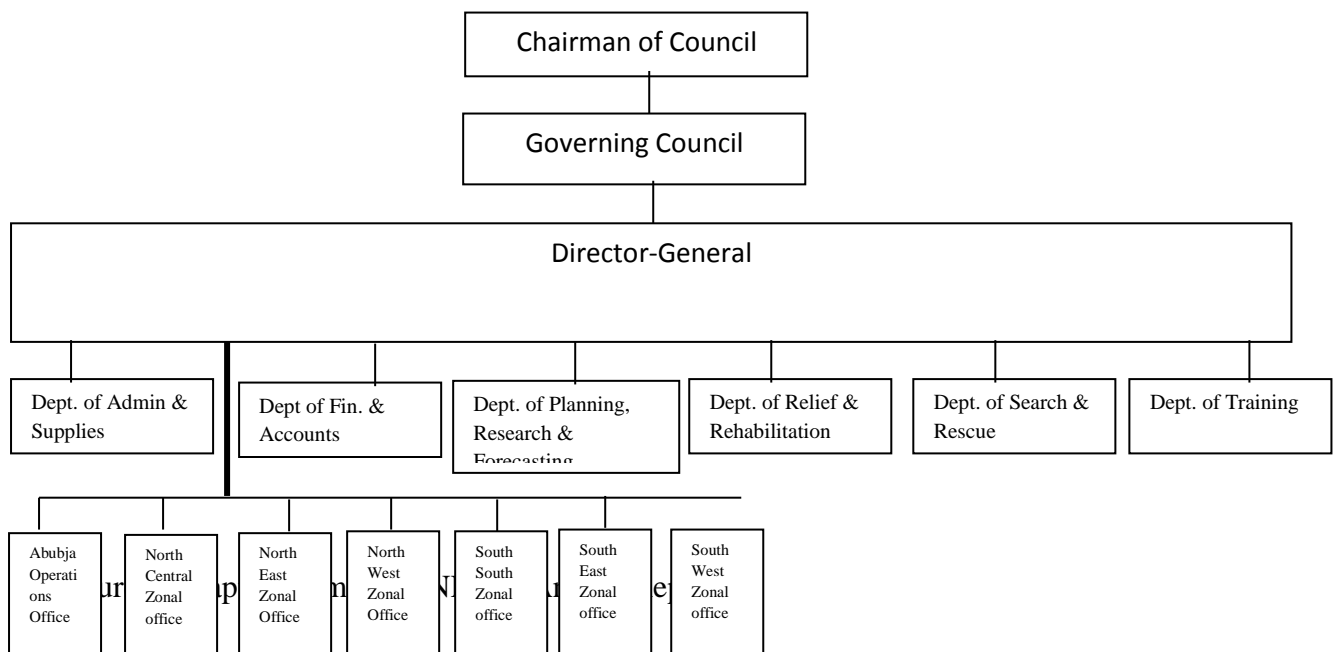 Chairman of Council
Governing Council
Director-General
Dept. of Admin &
Supplies
Dept of Fin. &
Accounts
Dept. of Planning,
Research &
Forecasting
Dept. of Relief &
Rehabilitation
Dept. of Search &
Rescue
Dept. of Training
Abubja
Operati
ons
Office
North
Central
Zonal
office
North
East
Zonal
Office
North
West
Zonal
Office
South
South
Zonal
office
South
East
Zonal
office
South
West
Zonal
office